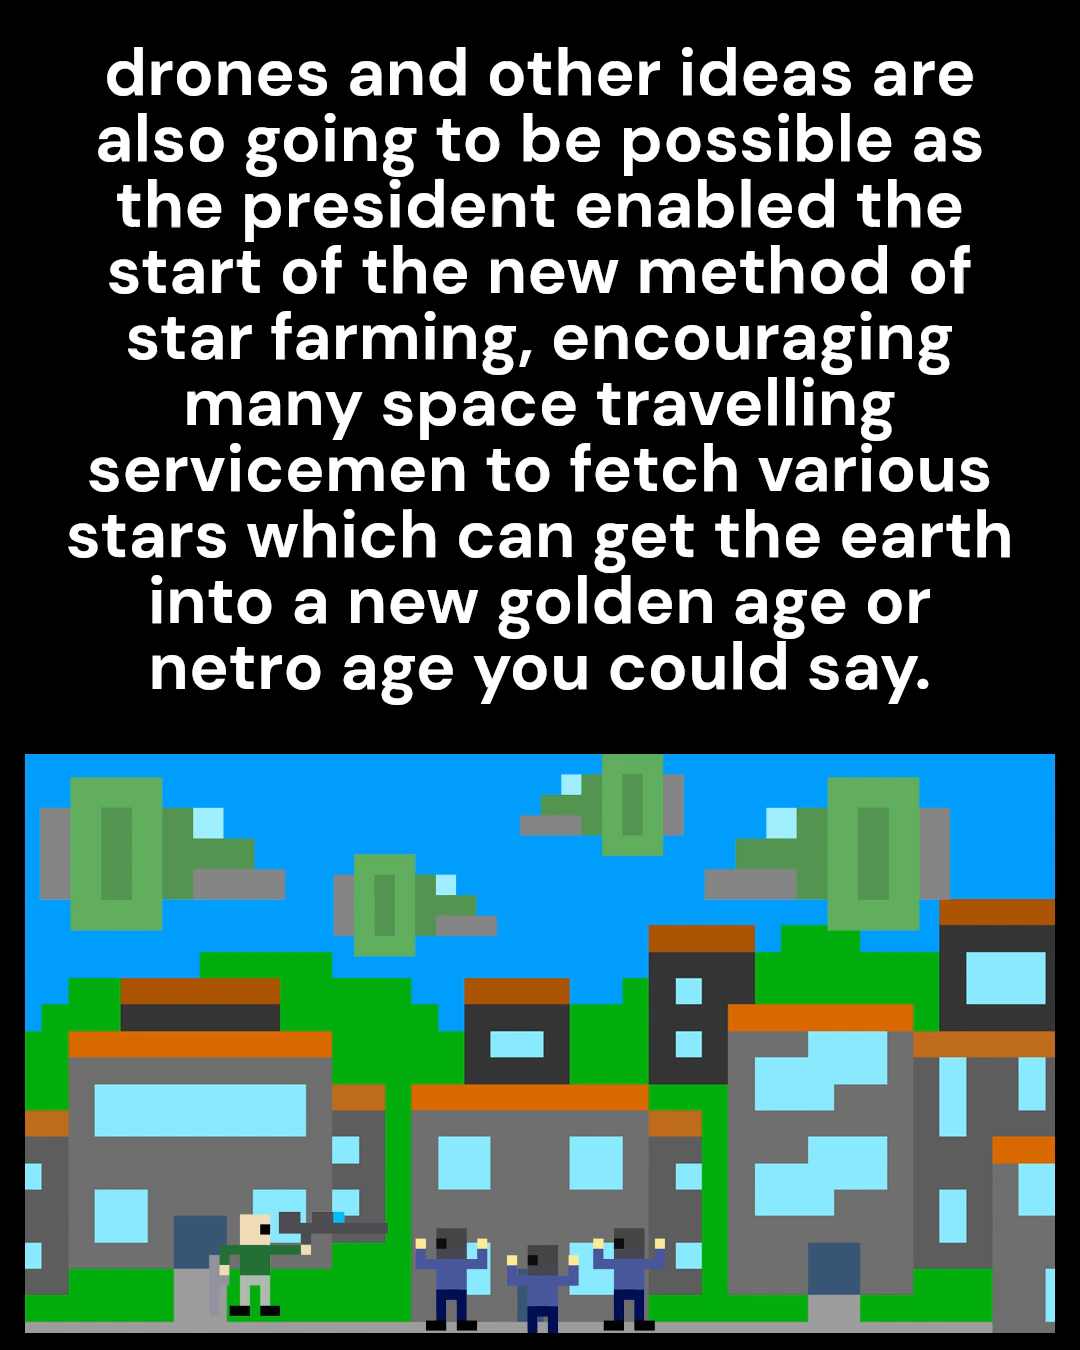 drones and other ideas are
also going to be possible as
the president enabled the
start of the new method of
star farming, encouraging
many space travelling
servicemen to fetch various
stars which can get the earth
into a new golden age or
netro age you could say.